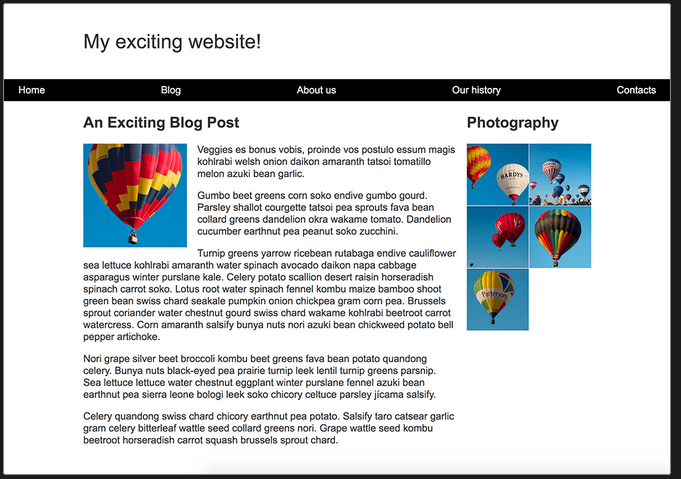 My exciting website!
Home Blog About us Our history Contacts
An Exciting Blog Post
Veggies es bonus vobis, proinde vos postulo essum magis
kohlrabi welsh onion daikon amaranth tatsoi tomatillo
melon azuki bean garlic.
Gumbo beet greens corn soko endive gumbo gourd.
Parsley shallot courgette tatsoi pea sprouts fava bean
collard greens dandelion okra wakame tomato. Dandelion
cucumber earthnut pea peanut soko zucchini.
Turnip greens yarrow ricebean rutabaga endive cauliflower
sea lettuce kohlrabi amaranth water spinach avocado daikon napa cabbage
asparagus winter purslane kale. Celery potato scallion desert raisin horseradish
spinach carrot soko. Lotus root water spinach fennel kombu maize bamboo shoot
green bean swiss chard seakale pumpkin onion chickpea gram corn pea. Brussels
sprout coriander water chestnut gourd swiss chard wakame kohlrabi beetroot carrot
watercress. Corn amaranth salsify bunya nuts nori azuki bean chickweed potato bell
pepper artichoke.
Nori grape silver beet broccoli kombu beet greens fava bean potato quandong
celery. Bunya nuts black-eyed pea prairie turnip leek lentil turnip greens parsnip.
Sea lettuce lettuce water chestnut eggplant winter purslane fennel azuki bean
earthnut pea sierra leone bologi leek soko chicory celtuce parsley jícama salsify.
Celery quandong swiss chard chicory earthnut pea potato. Salsify taro catsear garlic
gram celery bitterleaf wattle seed collard greens nori. Grape wattle seed kombu
beetroot horseradish carrot squash brussels sprout chard.
Photography
HARDYS
Patterson